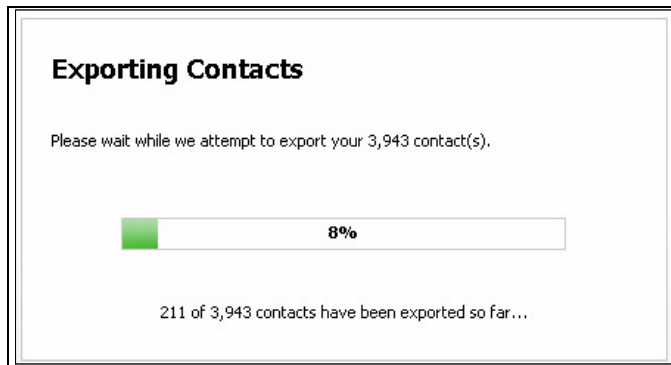 Exporting Contacts
Please wait while we attempt to export your 3,943 contact(s).
8%
211 of 3,943 contacts have been exported so far...